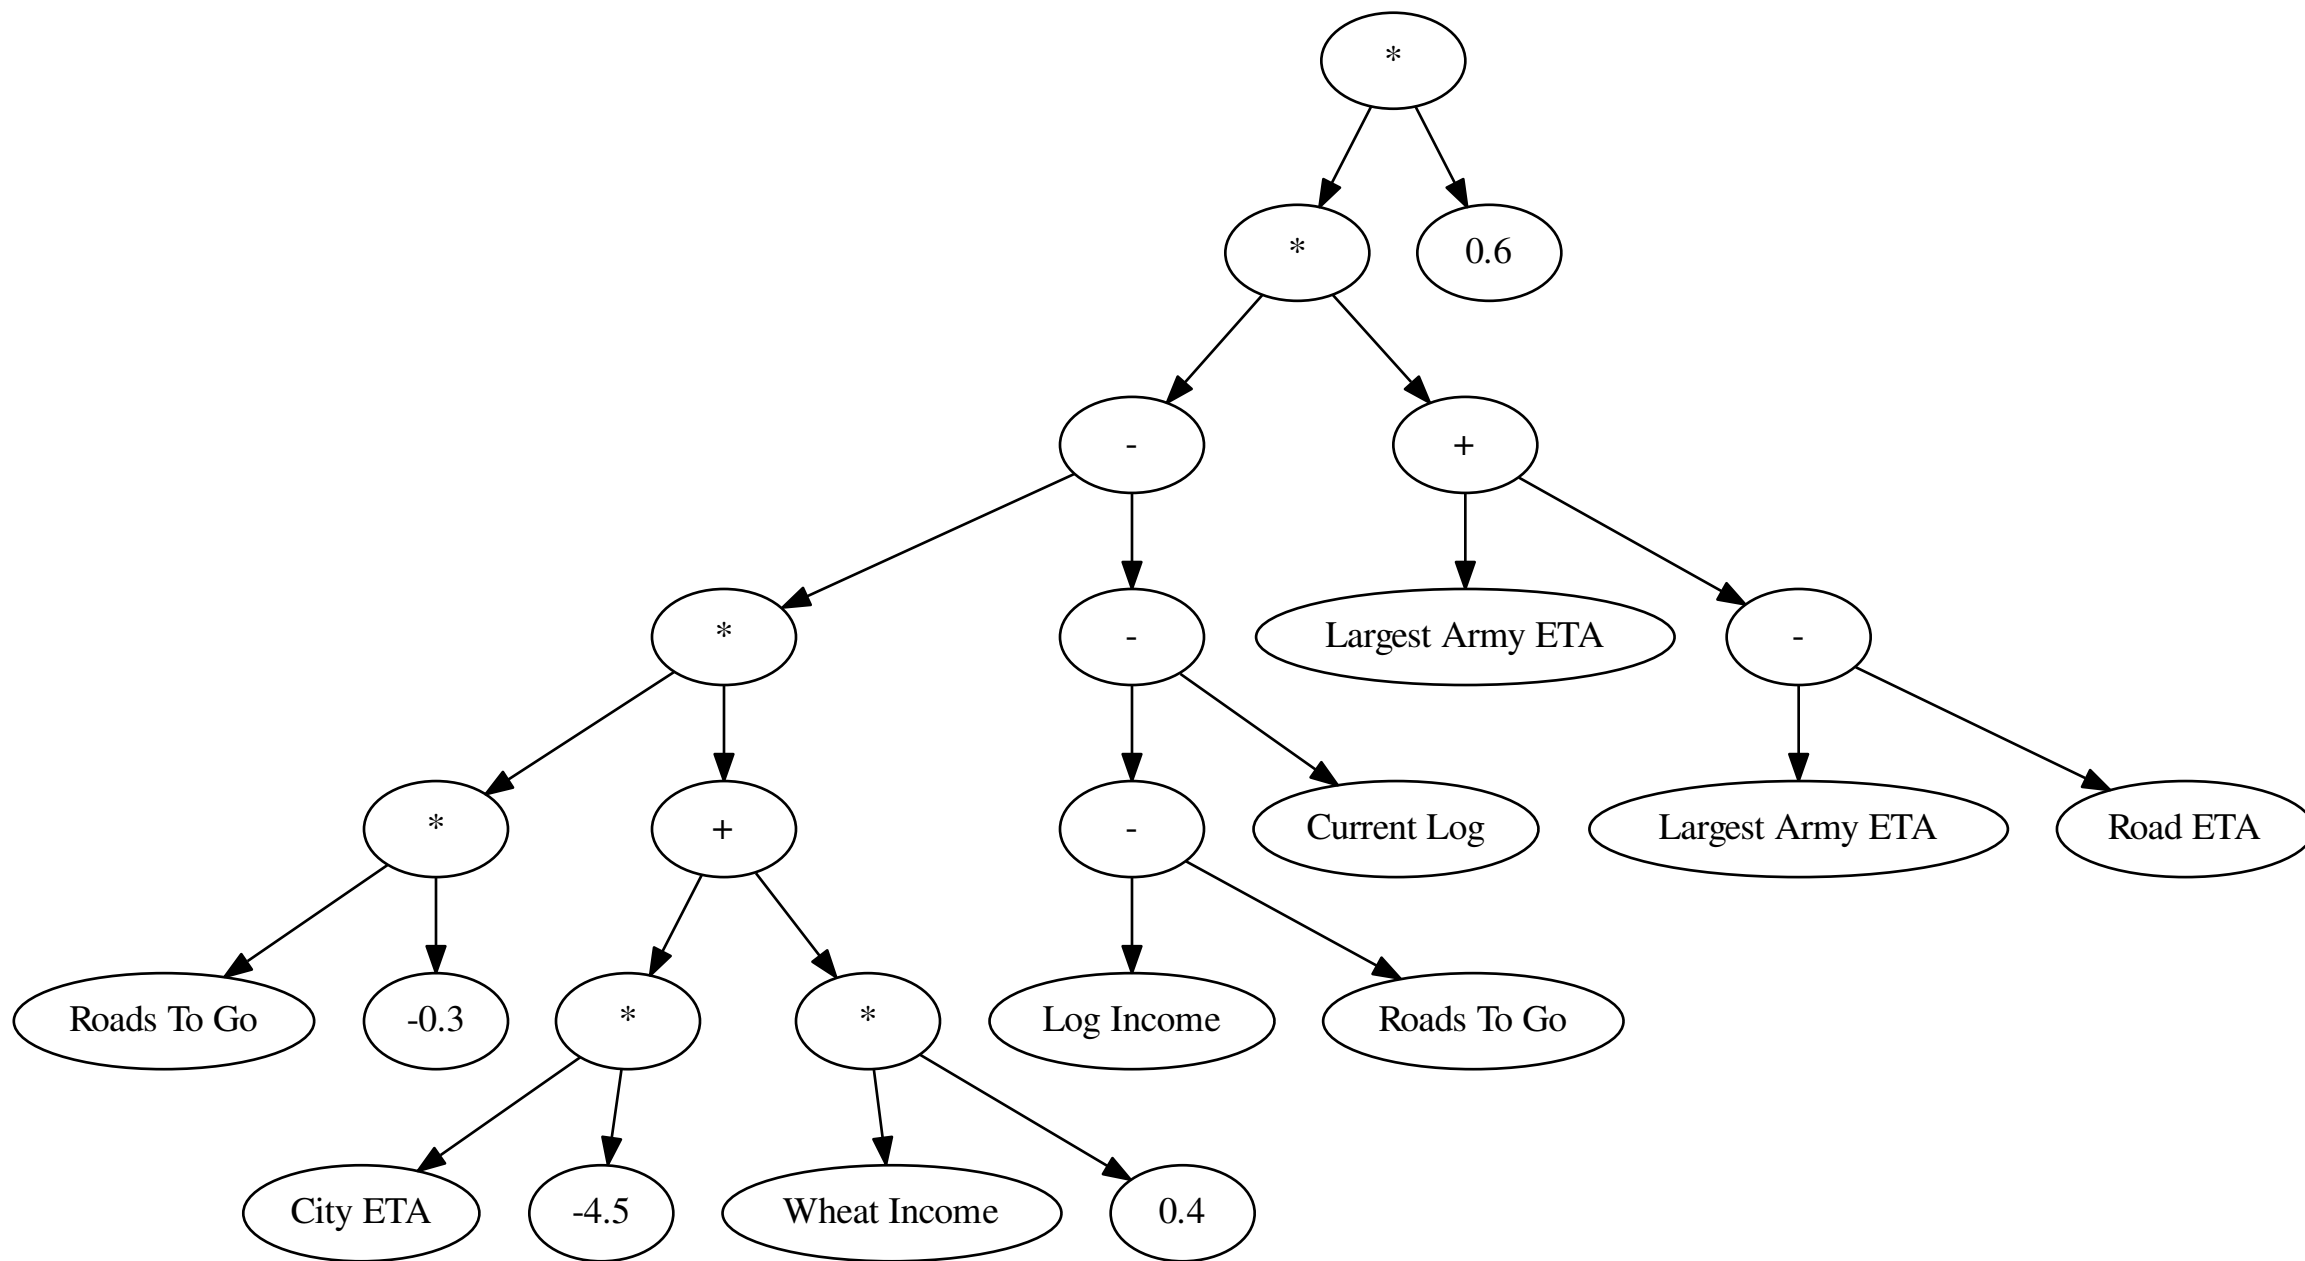 *
*
0.6
-
+
*
-
Largest Army ETA
-
*
+
-
Current Log
Largest Army ETA
Road ETA
Roads To Go
-0.3
*
*
Log Income
Roads To Go
City ETA
-4.5
Wheat Income
0.4